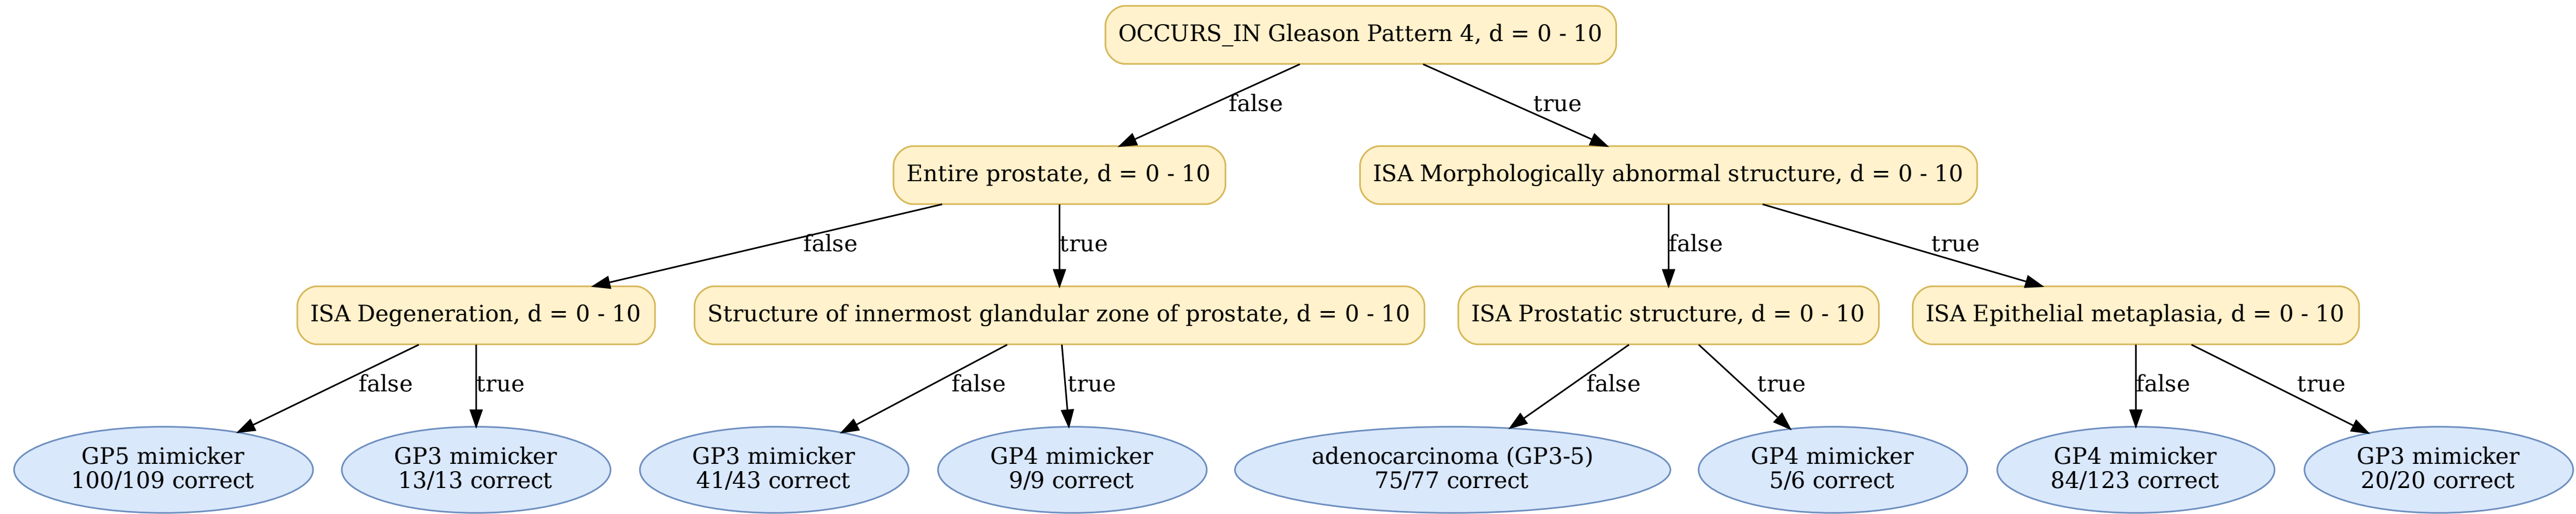 OCCURS_IN Gleason Pattern 4, d = 0 - 10
false
true
Entire prostate, d = 0 - 10
ISA Morphologically abnormal structure, d = 0 - 10
false
true
false
true
ISA Degeneration, d = 0 - 10
Structure of innermost glandular zone of prostate, d = 0 - 10
ISA Prostatic structure, d = 0 - 10
ISA Epithelial metaplasia, d = 0 - 10
false
true
false
true
false
true
false
true
GP5 mimicker
100/109 correct
GP3 mimicker
13/13 correct
GP3 mimicker
41/43 correct
GP4 mimicker
9/9 correct
adenocarcinoma (GP3-5)
75/77 correct
GP4 mimicker
5/6 correct
GP4 mimicker
84/123 correct
GP3 mimicker
20/20 correct